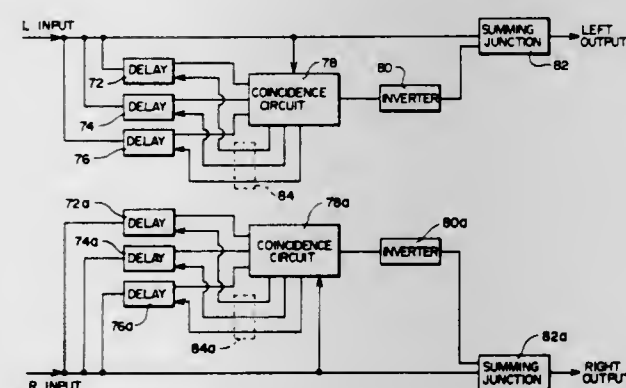 L INPUT
SUMMING
JUNCTION
LEFT
OUTPUT
82
72
DELAY
78
COINCIDENCE
CIRCUIT
80
INVERTER
74
DELAY
76
DELAY
84
72a
DELAY
78a
COINCIDENCE
CIRCUIT
80a
INVERTER
74a
DELAY
DELAY
76a
84a
82a
SUMMING
JUNCTION
RIGHT
OUTPUT
R INPUT